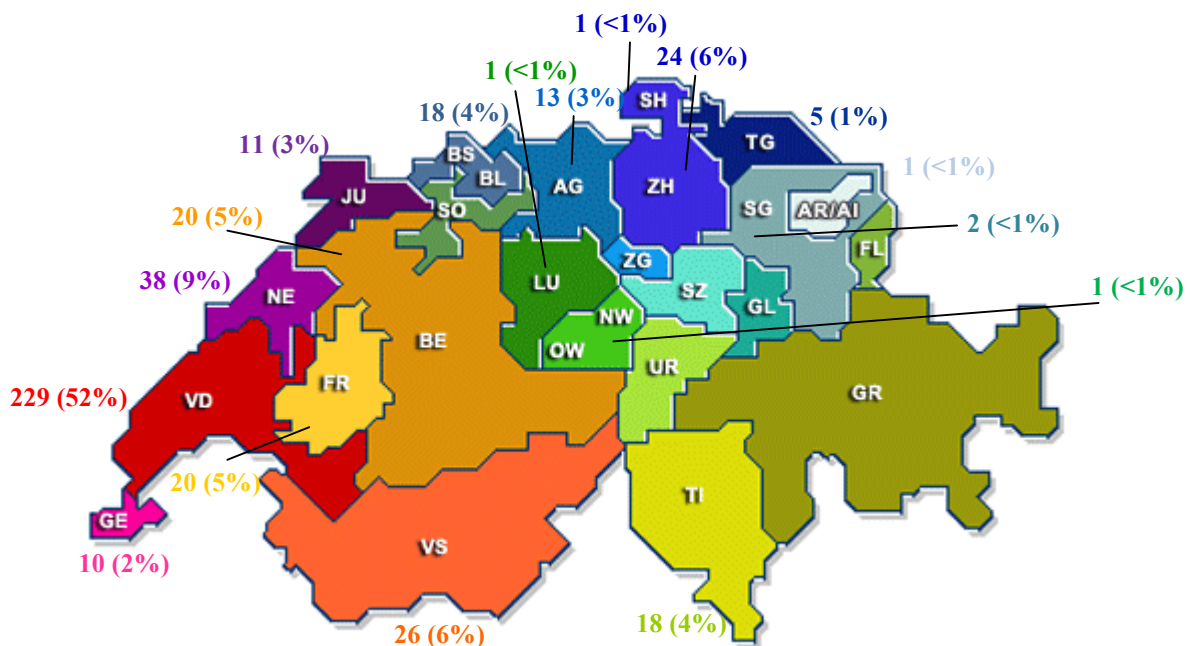 1 (<1%)
24 (6%)
1 (<1%)
13 (3%)
SH
18 (4%)
5 (1%)
11 (3%)
BS
TG
1 (<1%)
BL
AG
ZH
JU
SO
SG
AR/AI
20 (5%)
2 (<1%)
FL
ZG
38 (9%)
LU
SZ
1 (<1%)
NE
GL
NW
BE
OW
UR
FR
GR
229 (52%)
VD
20 (5%)
TI
GE
VS
10 (2%)
18 (4%)
26 (6%)